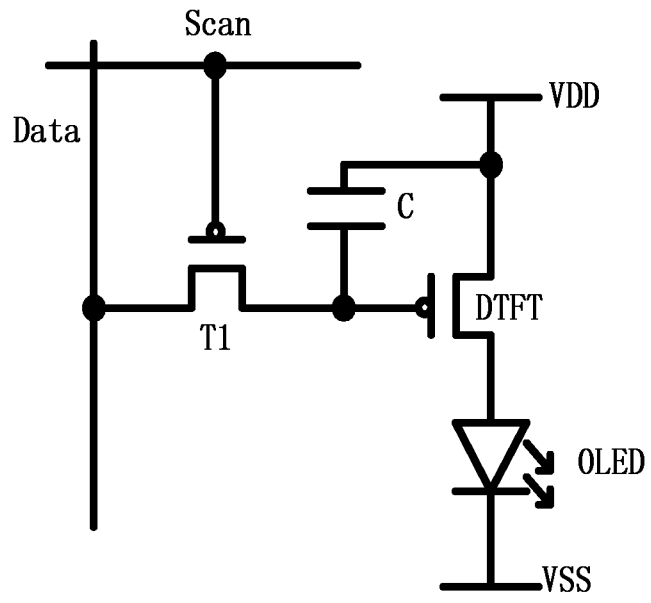 Scan
VDD
Data
C
DTFT
T1
OLED
VSS